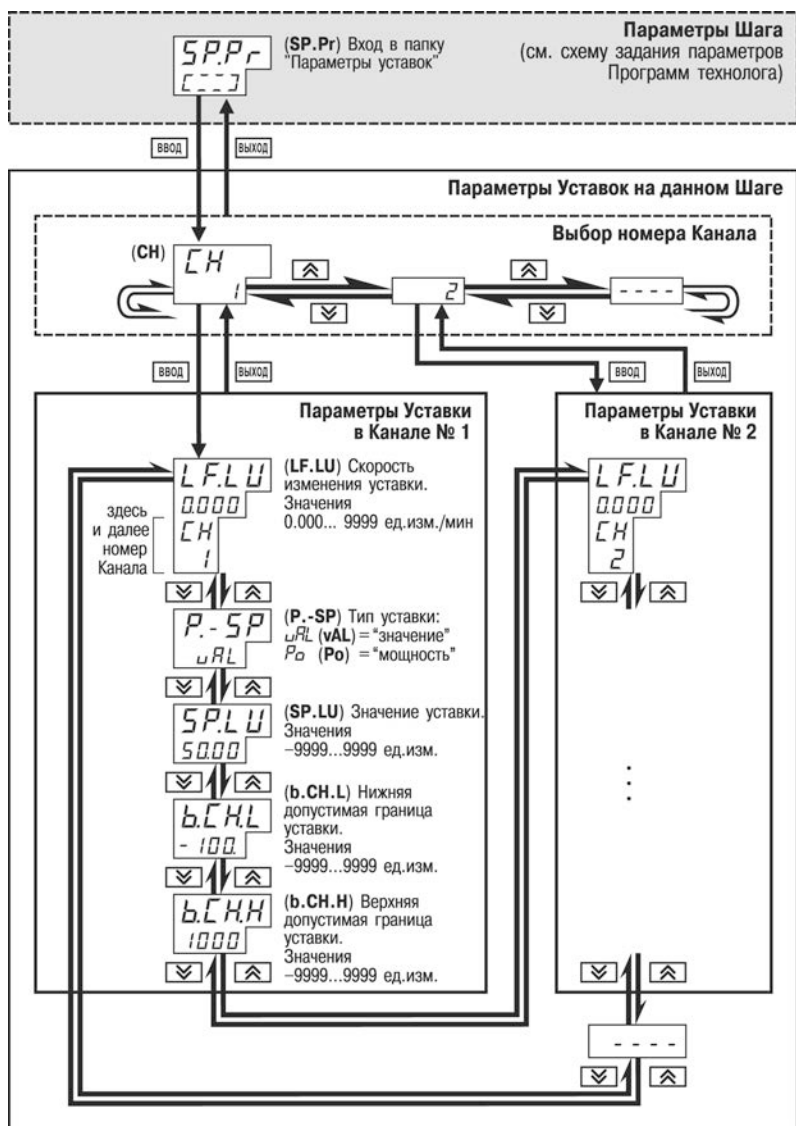 Параметры Шага
(см. схему задания параметров
Программ технолога)
SP.Pr
[---]
(SP.Pr) Вход в папку
"Параметры уставок"
ВВОД
ВЫХОД
Параметры Уставок на данном Шаге
Выбор номера Канала
(CH)
CH
1
2
- - - -
ВВОД
ВЫХОД
ВВОД
ВЫХОД
Параметры Уставки
в Канале № 1
LF.LU
0.000
CH
1
здесь
и далее
номер
Канала
(LF.LU) Скорость
изменения уставки.
Значения
0.000... 9999 ед.изм./мин
P.-SP
vAL
(P.-SP) Тип уставки:
vAL (vAL) = "значение"
Po (Po) = "мощность"
SP.LU
50.00
(SP.LU) Значение уставки.
Значения
–9999...9999 ед.изм.
b.CH.L
- 100.
(b.CH.L) Нижняя
допустимая граница
уставки.
Значения
–9999...9999 ед.изм.
b.CH.H
1000
(b.CH.H) Верхняя
допустимая граница
уставки.
Значения
–9999...9999 ед.изм.
Параметры Уставки
в Канале № 2
LF.LU
0.000
CH
2
- - - -